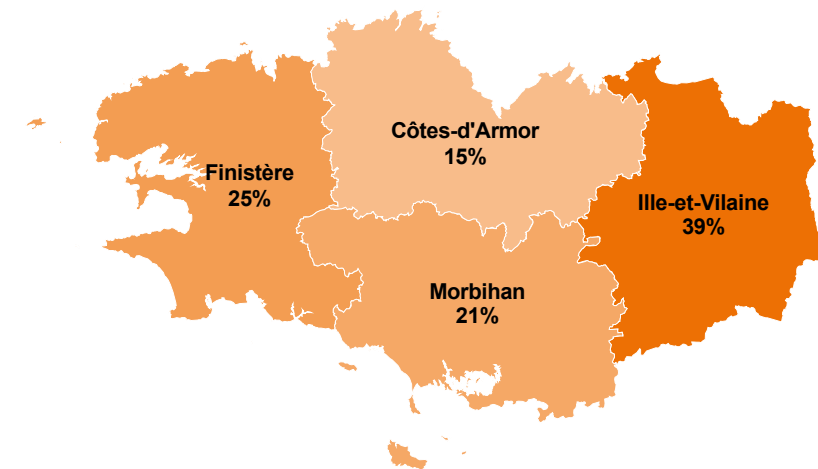 Côtes-d'Armor
15%
Finistère
25%
Ille-et-Vilaine
39%
Morbihan
21%